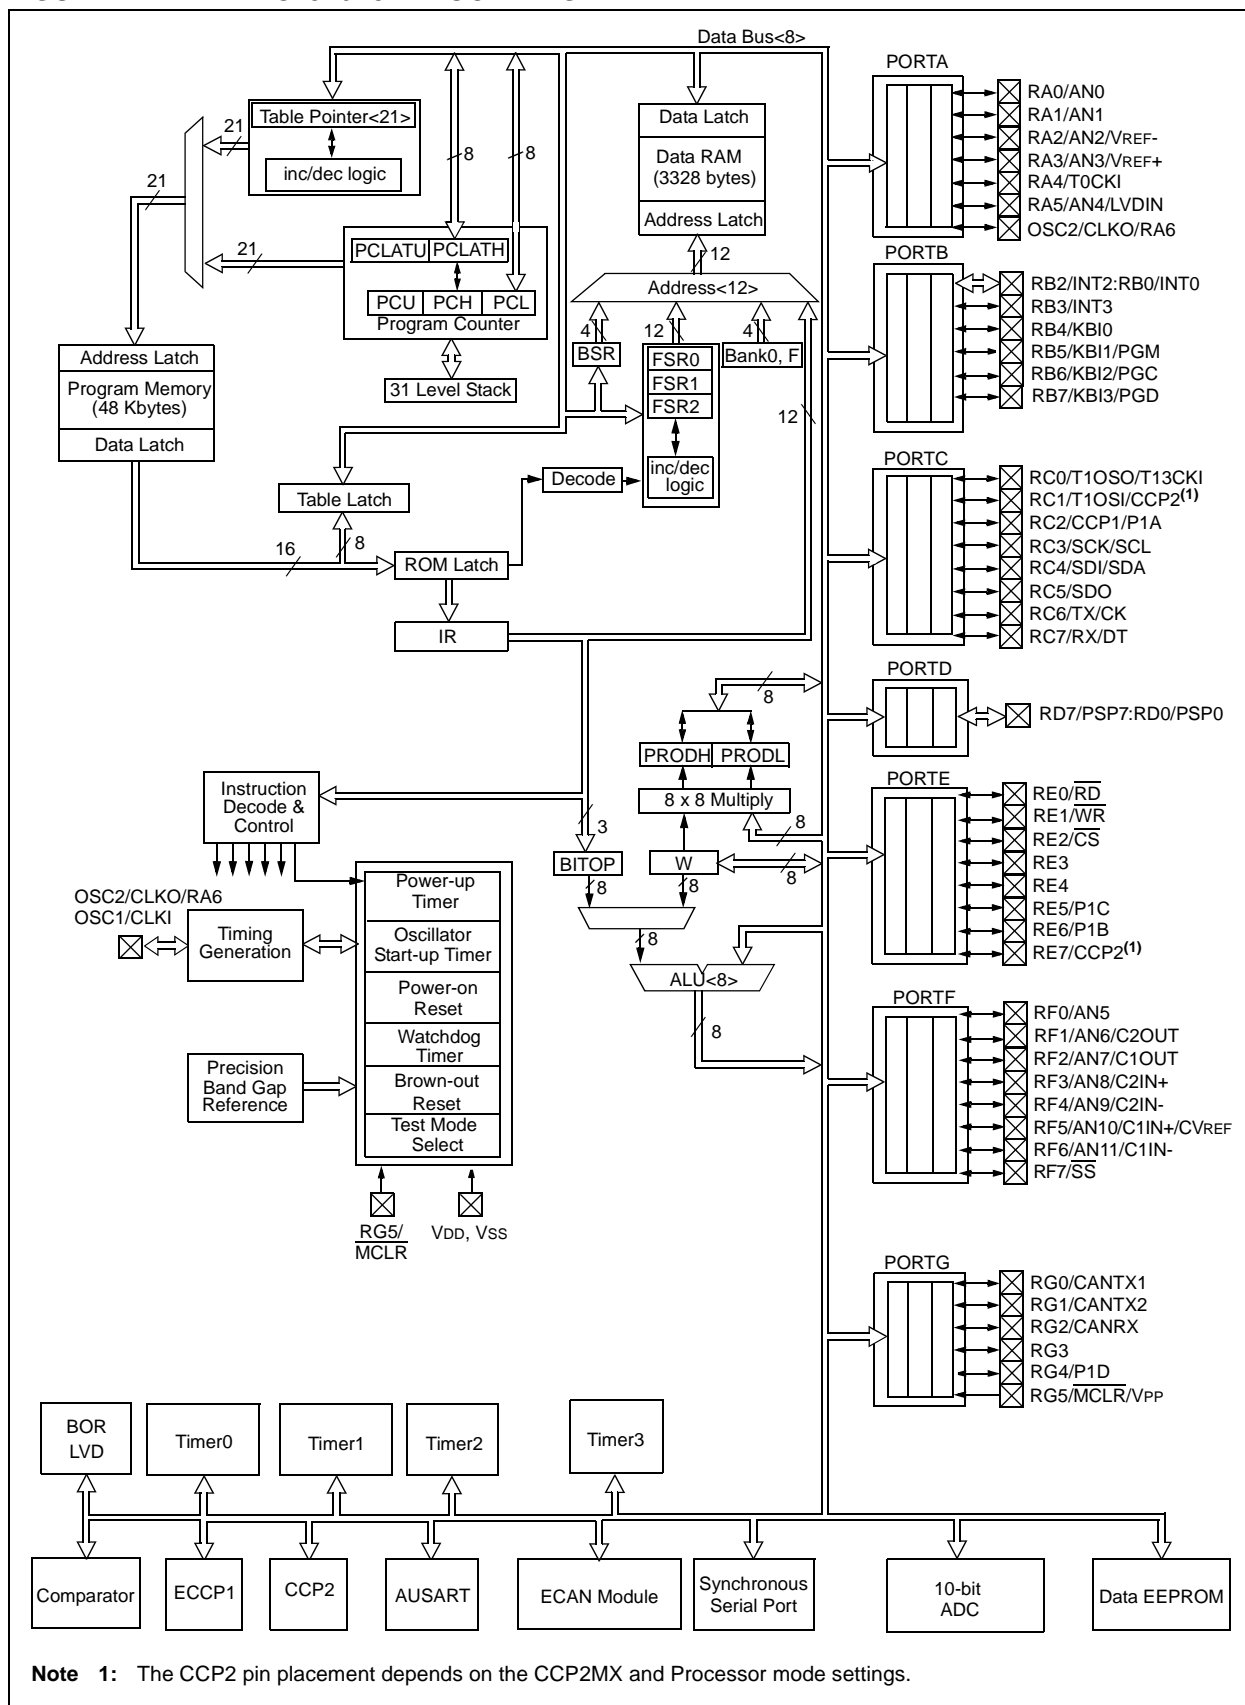 Data Bus<8>
Table Pointer<21>
inc/dec logic
21
21
21
8
8
PCLATU PCLATH
PCU PCH PCL
Program Counter
31 Level Stack
Address Latch
Program Memory
(48 Kbytes)
Data Latch
Table Latch
16
8
ROM Latch
IR
Decode
Data Latch
Data RAM
(3328 bytes)
Address Latch
12
Address<12>
4
12
4
BSR
FSR0
FSR1
FSR2
Bank0, F
inc/dec
logic
12
8
PRODH PRODL
8 x 8 Multiply
8
3
BITOP
W
8
8
8
8
ALU<8>
8
Instruction
Decode &
Control
OSC2/CLKO/RA6
OSC1/CLKI
Timing
Generation
Precision
Band Gap
Reference
Power-up
Timer
Oscillator
Start-up Timer
Power-on
Reset
Watchdog
Timer
Brown-out
Reset
Test Mode
Select
RG5/
MCLR
VDD, VSS
PORTA
RA0/AN0
RA1/AN1
RA2/AN2/VREF-
RA3/AN3/VREF+
RA4/T0CKI
RA5/AN4/LVDIN
OSC2/CLKO/RA6
PORTB
RB2/INT2:RB0/INT0
RB3/INT3
RB4/KBI0
RB5/KBI1/PGM
RB6/KBI2/PGC
RB7/KBI3/PGD
PORTC
RC0/T1OSO/T13CKI
RC1/T1OSI/CCP2(1)
RC2/CCP1/P1A
RC3/SCK/SCL
RC4/SDI/SDA
RC5/SDO
RC6/TX/CK
RC7/RX/DT
PORTD
RD7/PSP7:RD0/PSP0
PORTE
RE0/RD
RE1/WR
RE2/CS
RE3
RE4
RE5/P1C
RE6/P1B
RE7/CCP2(1)
PORTF
RF0/AN5
RF1/AN6/C2OUT
RF2/AN7/C1OUT
RF3/AN8/C2IN+
RF4/AN9/C2IN-
RF5/AN10/C1IN+/CVREF
RF6/AN11/C1IN-
RF7/SS
PORTG
RG0/CANTX1
RG1/CANTX2
RG2/CANRX
RG3
RG4/P1D
RG5/MCLR/VPP
BOR
LVD
Timer0
Timer1
Timer2
Timer3
Comparator
ECCP1
CCP2
AUSART
ECAN Module
Synchronous
Serial Port
10-bit
ADC
Data EEPROM
Note 1: The CCP2 pin placement depends on the CCP2MX and Processor mode settings.